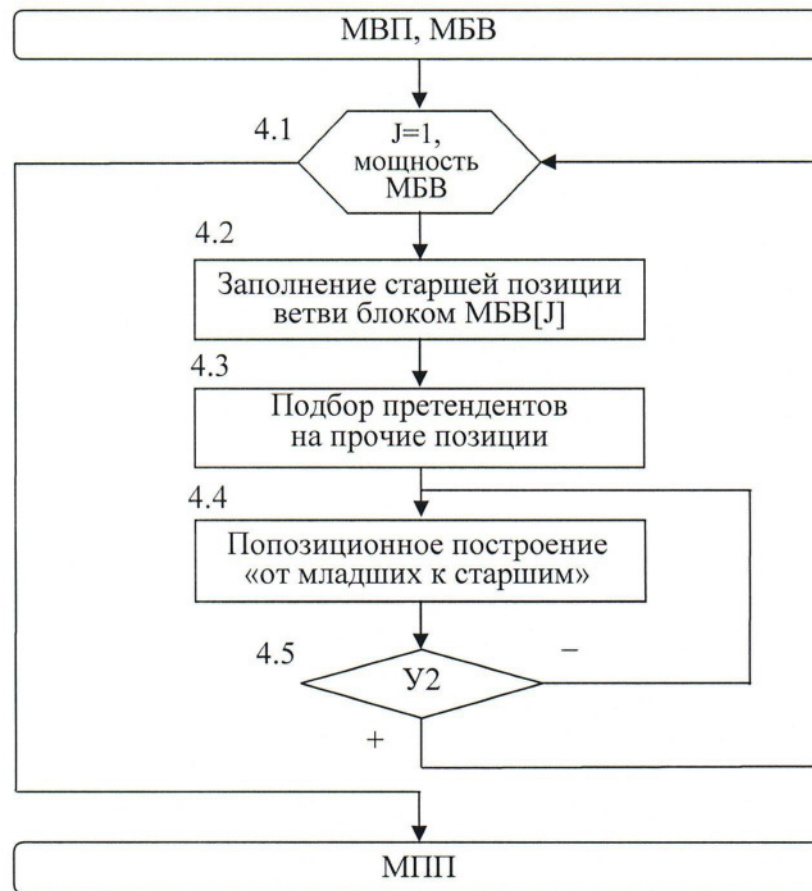 МВП, МБВ
4.1
J=1,
мощность
МБВ
4.2
Заполнение старшей позиции
ветви блоком МБВ[J]
4.3
Подбор претендентов
на прочие позиции
4.4
Попозиционное построение
«от младших к старшим»
4.5
У2
−
+
МПП